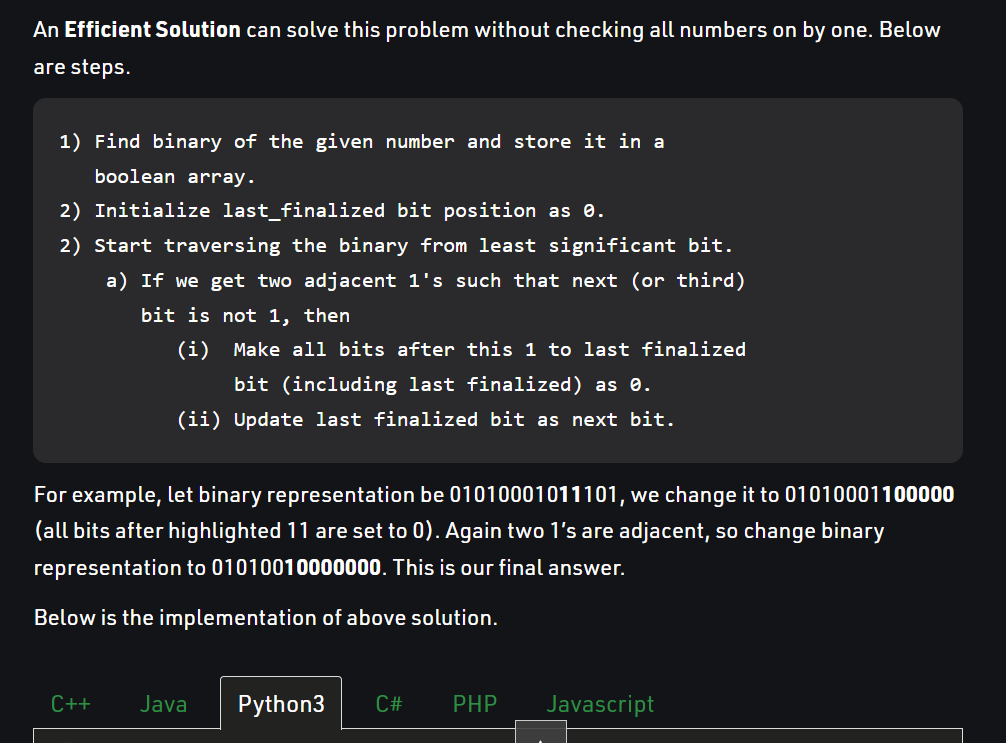 An Efficient Solution can solve this problem without checking all numbers on by one. Below
are steps.
1) Find binary of the given number and store it in a
boolean array.
2) Initialize last_finalized bit position as 0.
2) Start traversing the binary from least significant bit.
a) If we get two adjacent 1's such that next (or third)
bit is not 1, then
(i) Make all bits after this 1 to last finalized
bit (including last finalized) as 0.
(ii) Update last finalized bit as next bit.
For example, let binary representation be 01010001011101, we change it to 01010001100000
(all bits after highlighted 11 are set to 0). Again two 1’s are adjacent, so change binary
representation to 01010010000000. This is our final answer.
Below is the implementation of above solution.
C++ Java Python3 C# PHP Javascript